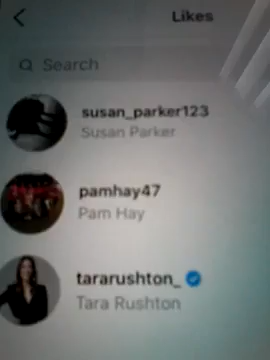 Likes
Search
susan_parker123
Susan Parker
pamhay47
Pam Hay
tararushton_
Tara Rushton